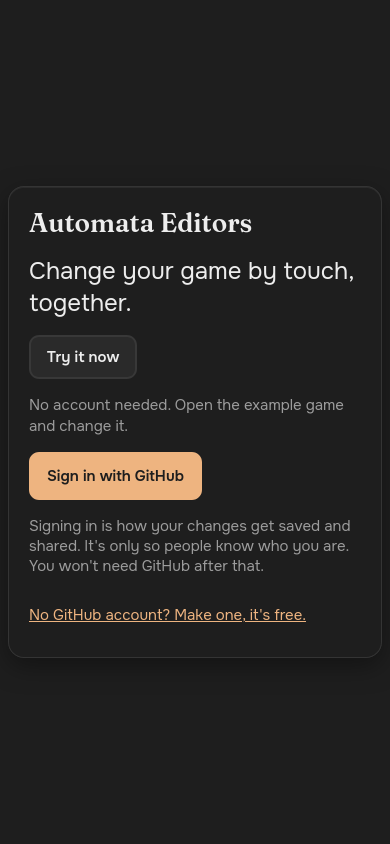 Automata Editors
Change your game by touch,
together.
Try it now
No account needed. Open the example game
and change it.
Sign in with GitHub
Signing in is how your changes get saved and
shared. It's only so people know who you are.
You won't need GitHub after that.
No GitHub account? Make one, it's free.